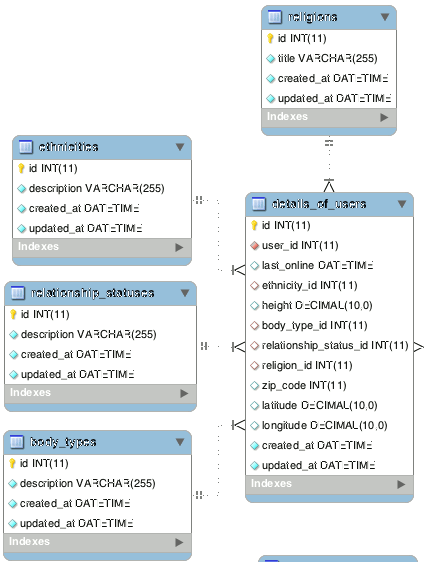 religions
id INT(11)
title VARCHAR(255)
created_at DATETIME
updated_at DATETIME
Indexes
ethnicities
id INT(11)
description VARCHAR(255)
created_at DATETIME
updated_at DATETIME
Indexes
details_of_users
id INT(11)
user_id INT(11)
last_online DATETIME
ethnicity_id INT(11)
height DECIMAL(10,0)
body_type_id INT(11)
relationship_status_id INT(11)
religion_id INT(11)
zip_code INT(11)
latitude DECIMAL(10,0)
longitude DECIMAL(10,0)
created_at DATETIME
updated_at DATETIME
Indexes
relationship_statuses
id INT(11)
description VARCHAR(255)
created_at DATETIME
updated_at DATETIME
Indexes
body_types
id INT(11)
description VARCHAR(255)
created_at DATETIME
updated_at DATETIME
Indexes